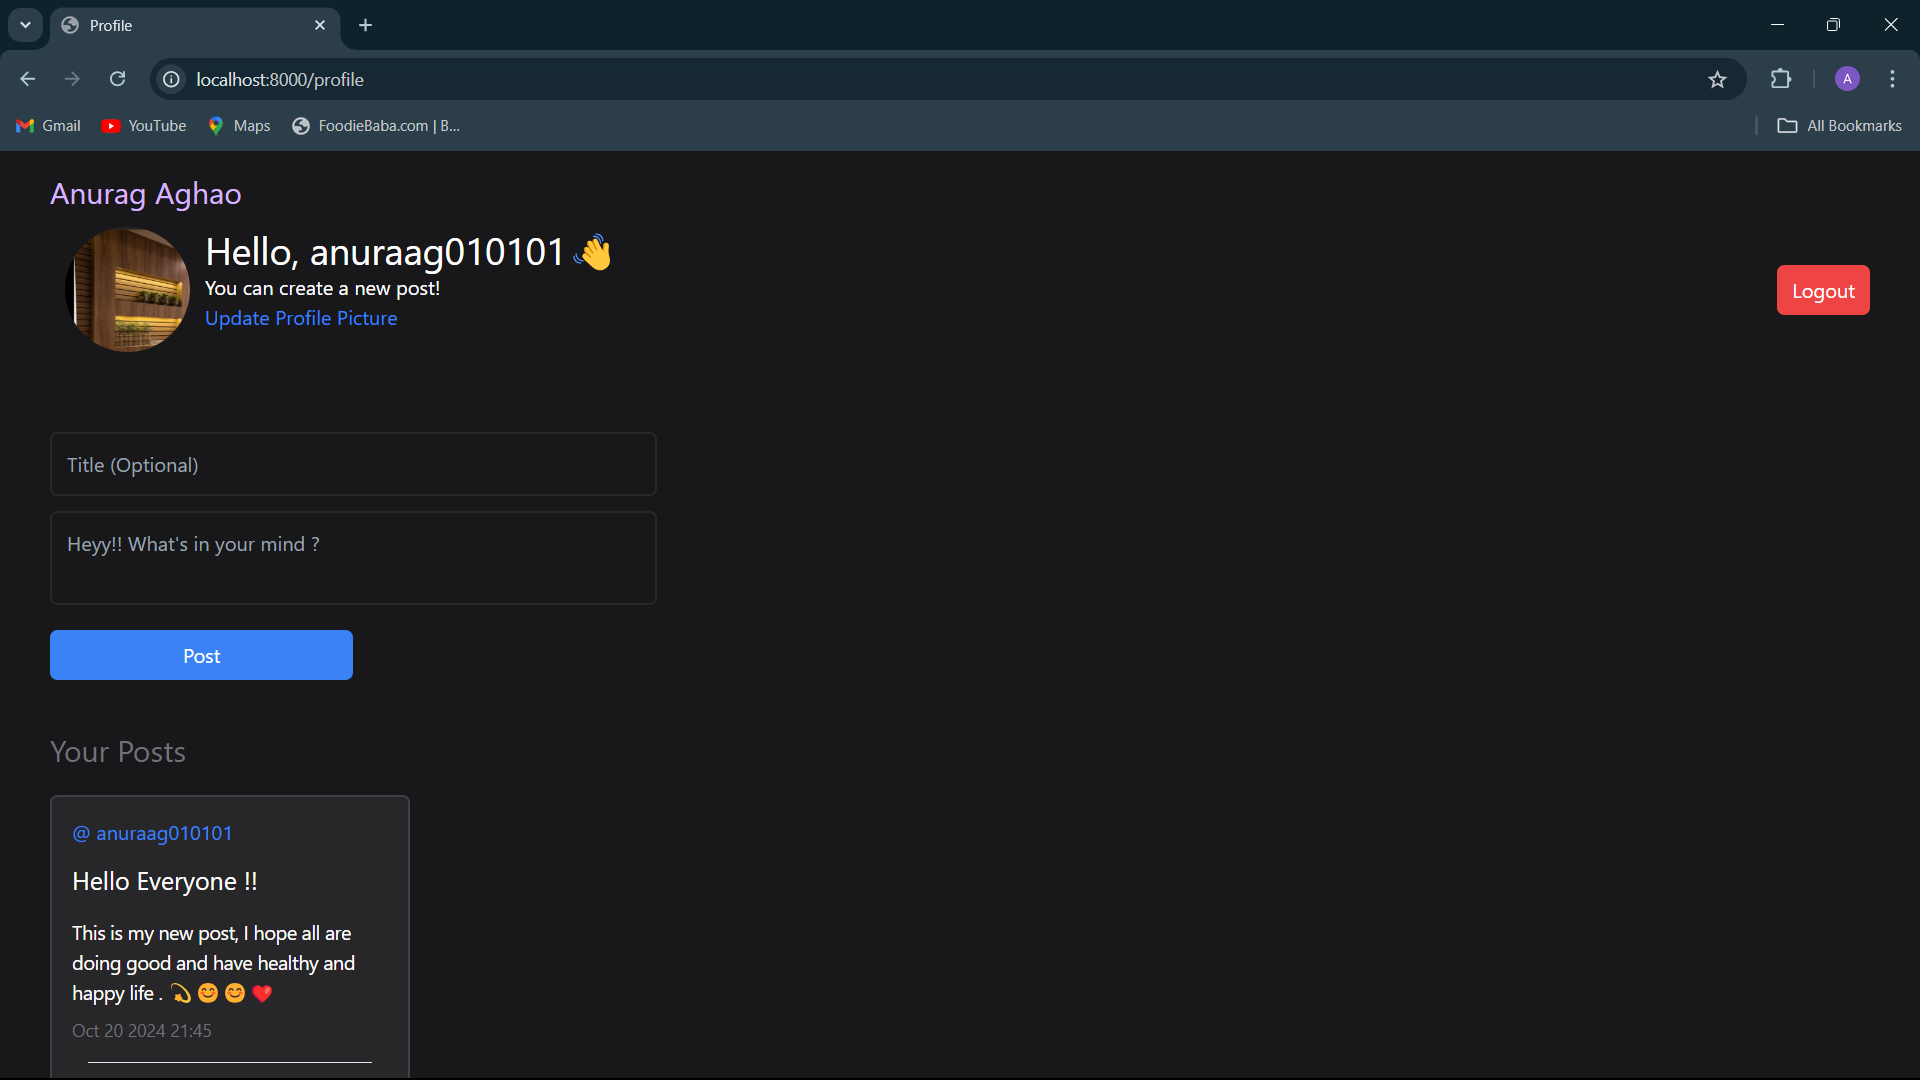 Profile
localhost:8000/profile
A
Gmail
YouTube
Maps
FoodieBaba.com | B...
All Bookmarks
Anurag Aghao
Hello, anuraag010101 👋
You can create a new post!
Update Profile Picture
Logout
Title (Optional)
Heyy!! What's in your mind ?
Post
Your Posts
@ anuraag010101
Hello Everyone !!
This is my new post, I hope all are
doing good and have healthy and
happy life . 💫😊😊❤️
Oct 20 2024 21:45